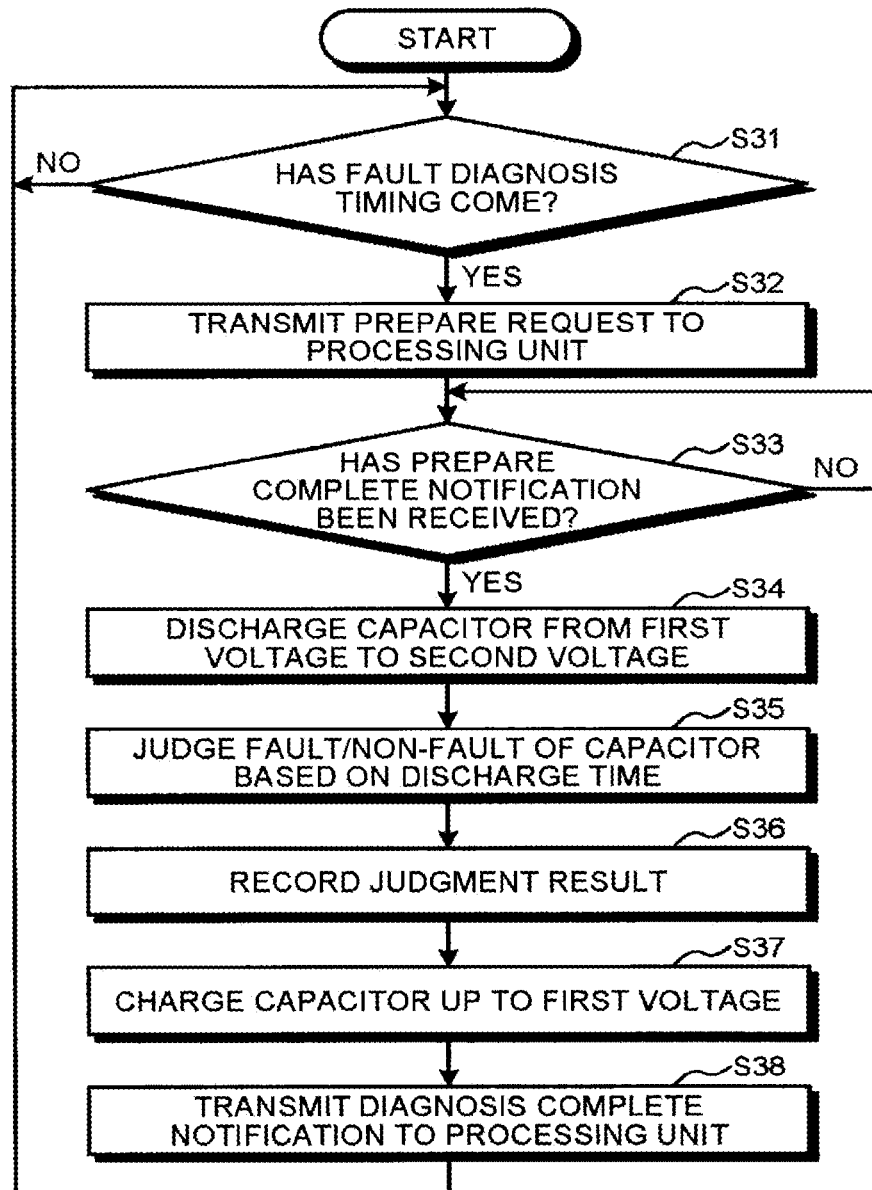 START
S31
NO
HAS FAULT DIAGNOSIS
TIMING COME?
YES
S32
TRANSMIT PREPARE REQUEST TO
PROCESSING UNIT
S33
HAS PREPARE
COMPLETE NOTIFICATION
BEEN RECEIVED?
NO
YES
S34
DISCHARGE CAPACITOR FROM FIRST
VOLTAGE TO SECOND VOLTAGE
S35
JUDGE FAULT/NON-FAULT OF CAPACITOR
BASED ON DISCHARGE TIME
S36
RECORD JUDGMENT RESULT
S37
CHARGE CAPACITOR UP TO FIRST VOLTAGE
S38
TRANSMIT DIAGNOSIS COMPLETE
NOTIFICATION TO PROCESSING UNIT